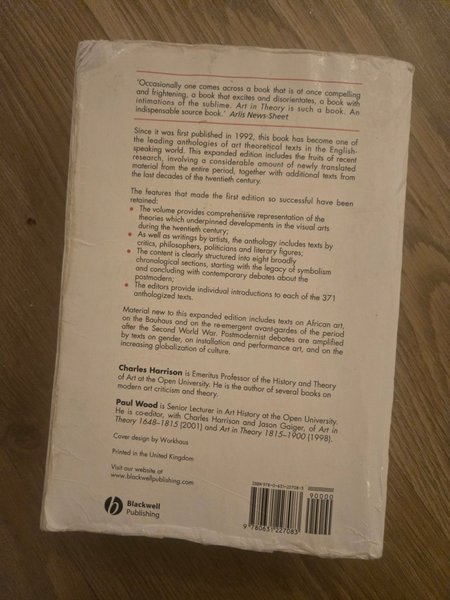 'Occasionally one comes across a book that is at once compelling
and frightening, a book that excites and disorientates, a book with
intimations of the sublime. Art in Theory is such a book. An
indispensable source book.' Arlis News-Sheet
Since it was first published in 1992, this book has become one of
the leading anthologies of art theoretical texts in the English-
speaking world. This expanded edition includes the fruits of recent
research, involving a considerable amount of newly translated
material from the entire period, together with additional texts from
the last decades of the twentieth century.
The features that made the first edition so successful have been
retained:
• The volume provides comprehensive representation of the
theories which underpinned developments in the visual arts
during the twentieth century;
• As well as writings by artists, the anthology includes texts by
critics, philosophers, politicians and literary figures;
• The content is clearly structured into eight broadly
chronological sections, starting with the legacy of symbolism
and concluding with contemporary debates about the
postmodern;
• The editors provide individual introductions to each of the 371
anthologized texts.
Material new to this expanded edition includes texts on African art,
on the Bauhaus and on the re-emergent avant-gardes of the period
after the Second World War. Postmodernist debates are amplified
by texts on gender, on installation and performance art, and on the
increasing globalization of culture.
Charles Harrison is Emeritus Professor of the History and Theory
of Art at the Open University. He is the author of several books on
modern art criticism and theory.
Paul Wood is Senior Lecturer in Art History at the Open University.
He is co-editor, with Charles Harrison and Jason Gaiger, of Art in
Theory 1648–1815 (2001) and Art in Theory 1815–1900 (1998).
Cover design by Workhaus
Printed in the United Kingdom
Visit our website at
www.blackwellpublishing.com
b Blackwell
Publishing
ISBN 978-0-631-22708-3
90000
9 780631 227083